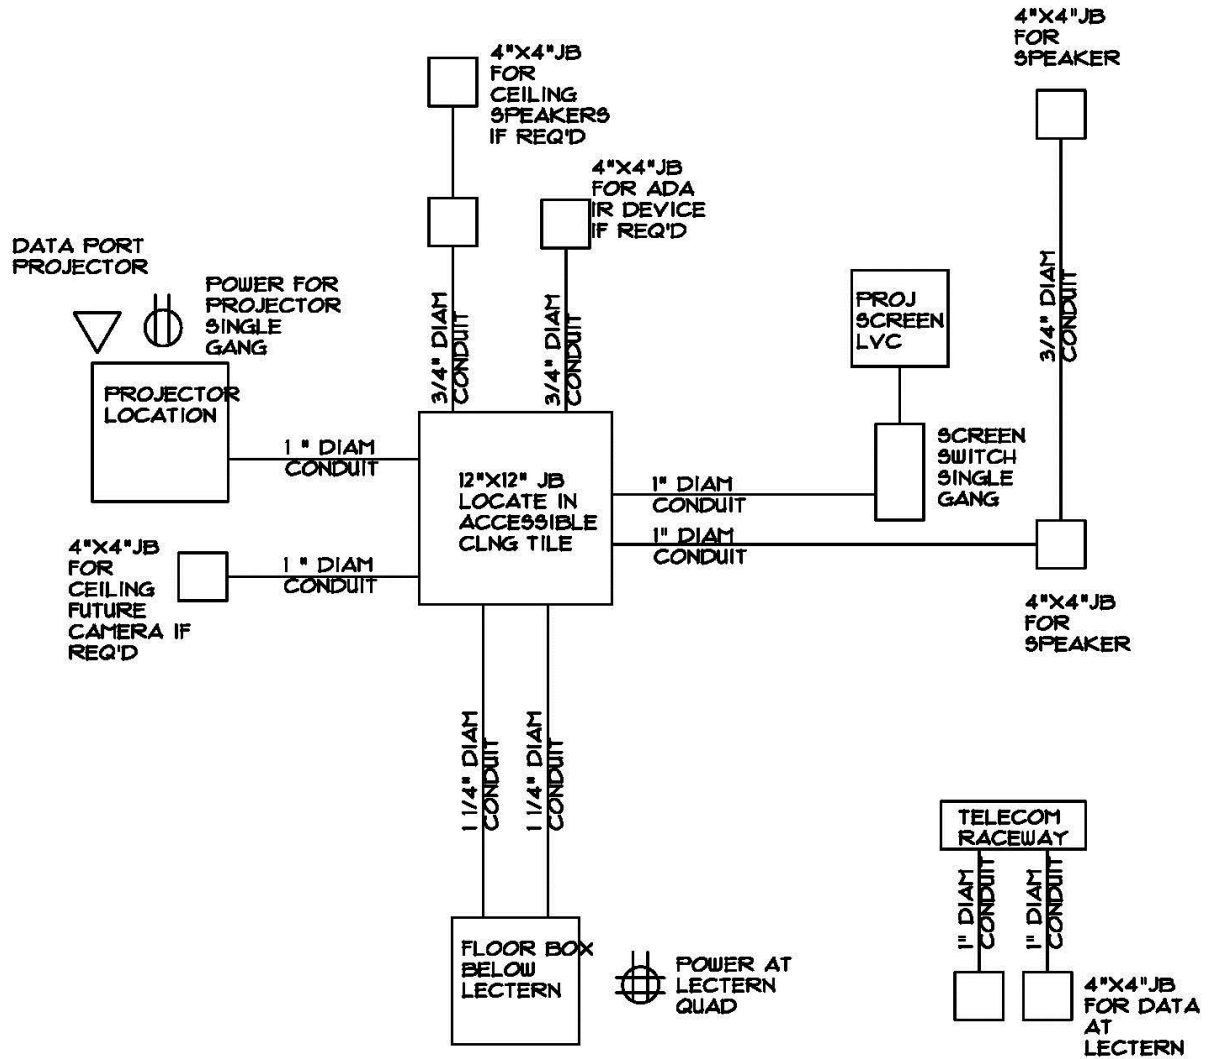 4"X4"JB
FOR
SPEAKER
4"X4"JB
FOR
CEILING
SPEAKERS
IF REQ'D
4"X4"JB
FOR ADA
IR DEVICE
IF REQ'D
DATA PORT
PROJECTOR
POWER FOR
PROJECTOR
SINGLE
GANG
PROJ
SCREEN
LVC
3/4" DIAM
CONDUIT
3/4" DIAM
CONDUIT
3/4" DIAM
CONDUIT
PROJECTOR
LOCATION
1 " DIAM
CONDUIT
12"X12" JB
LOCATE IN
ACCESSIBLE
CLNG TILE
1" DIAM
CONDUIT
SCREEN
SWITCH
SINGLE
GANG
1" DIAM
CONDUIT
4"X4"JB
FOR
CEILING
FUTURE
CAMERA IF
REQ'D
1 " DIAM
CONDUIT
4"X4"JB
FOR
SPEAKER
1 1/4" DIAM
CONDUIT
1 1/4" DIAM
CONDUIT
TELECOM
RACEWAY
1" DIAM
CONDUIT
1" DIAM
CONDUIT
FLOOR BOX
BELOW
LECTERN
POWER AT
LECTERN
QUAD
4"X4"JB
FOR DATA
AT
LECTERN